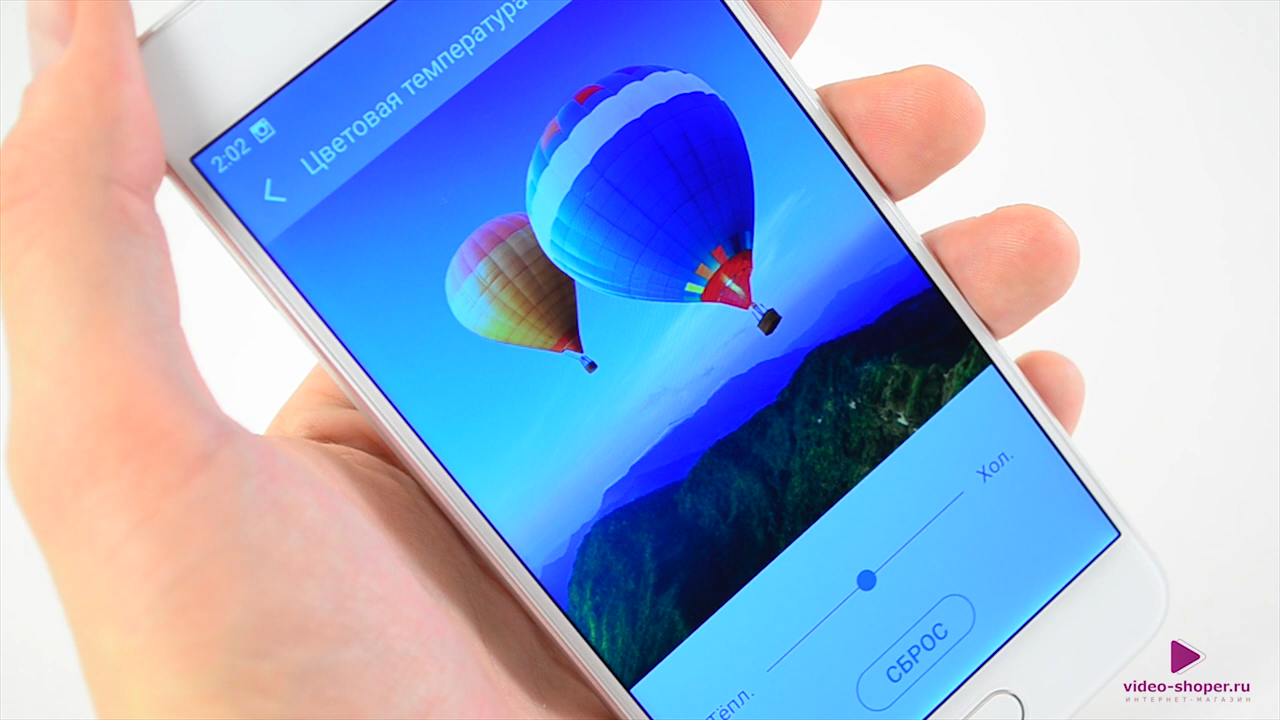 2:02
Цветовая температура
Хол.
Тёпл.
СБРОС
video-shoper.ru
ИНТЕРНЕТ-МАГАЗИН